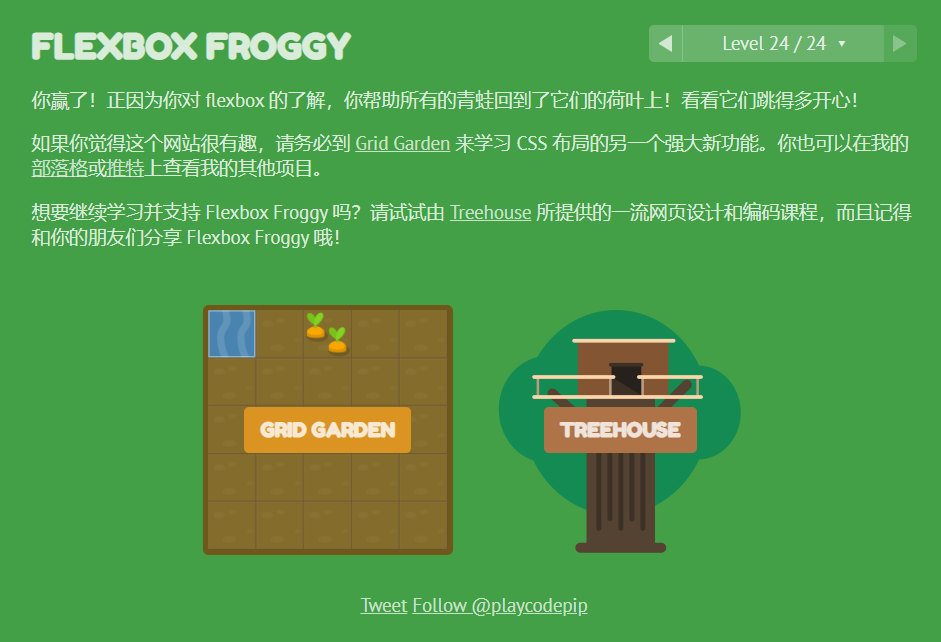 FLEXBOX FROGGY
Level 24 / 24
你赢了！正因为你对 flexbox 的了解，你帮助所有的青蛙回到了它们的荷叶上！看看它们跳得多开心！
如果你觉得这个网站很有趣，请务必到 Grid Garden 来学习 CSS 布局的另一个强大新功能。你也可以在我的
部落格或推特上查看我的其他项目。
想要继续学习并支持 Flexbox Froggy 吗？请试试由 Treehouse 所提供的一流网页设计和编码课程，而且记得
和你的朋友们分享 Flexbox Froggy 哦！
GRID GARDEN
TREEHOUSE
Tweet Follow @playcodepip